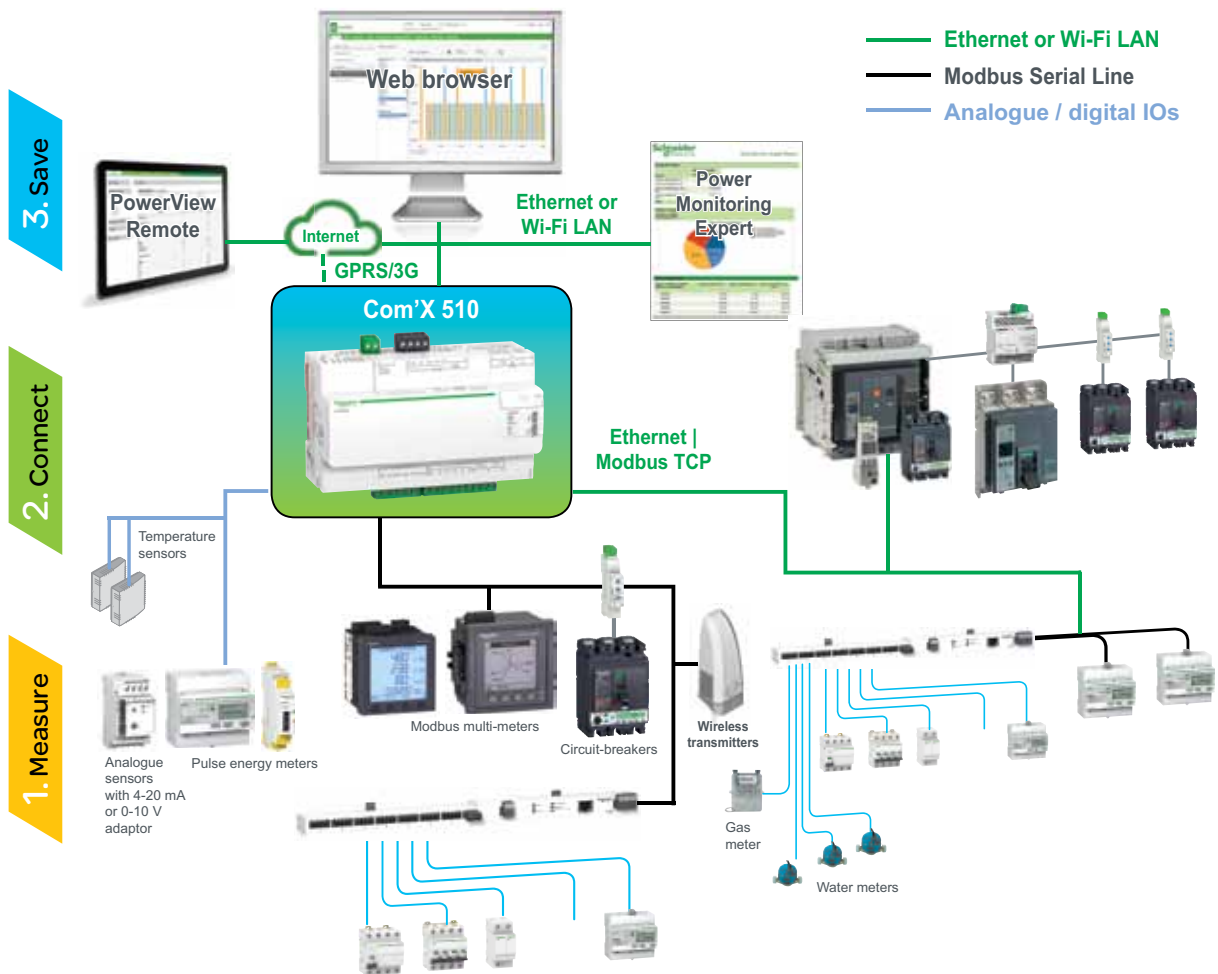 Ethernet or Wi-Fi LAN
Modbus Serial Line
Analogue / digital IOs
3. Save
Web browser
PowerView
Remote
Internet
Ethernet or
Wi-Fi LAN
Schneider
Power
Monitoring
Expert
GPRS/3G
2. Connect
Com’X 510
Ethernet |
Modbus TCP
Temperature
sensors
1. Measure
Analogue
sensors
with 4-20 mA
or 0-10 V
adaptor
Pulse energy meters
Modbus multi-meters
Circuit-breakers
Wireless
transmitters
Gas
meter
Water meters